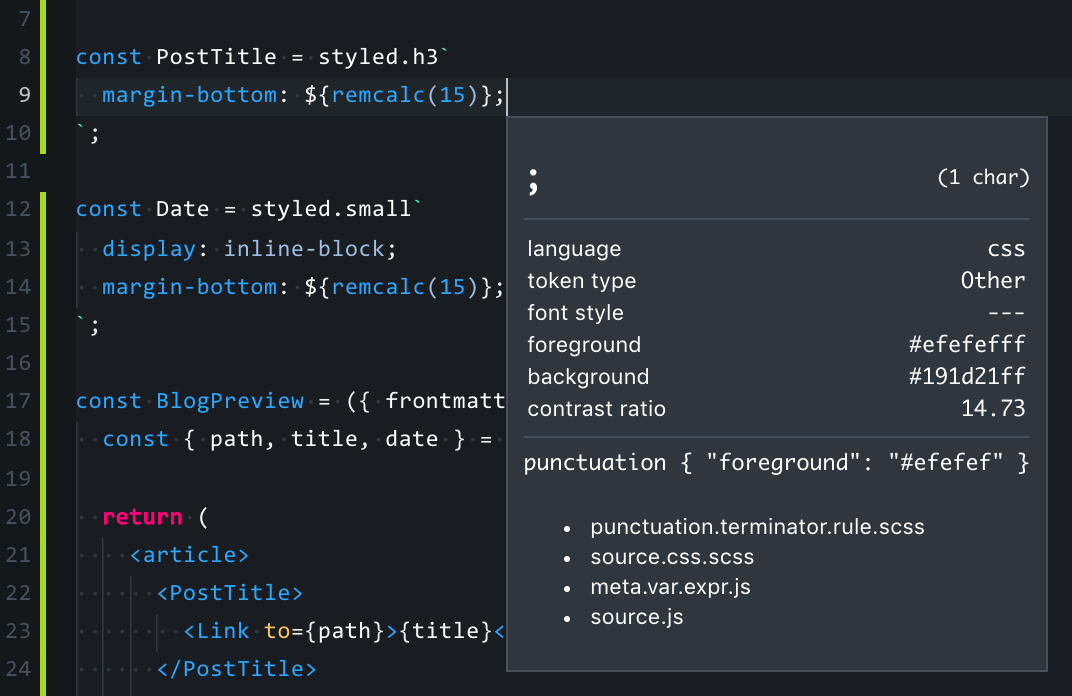 7
8 const PostTitle = styled.h3`
9 margin-bottom: ${remcalc(15)};
10 `;
11
12 const Date = styled.small`
13 display: inline-block;
14 margin-bottom: ${remcalc(15)};
15 `;
16
17 const BlogPreview = ({ frontmatt
18 const { path, title, date } =
19
20 return (
21 <article>
22 <PostTitle>
23 <Link to={path}>{title}<
24 </PostTitle>
; (1 char)
language css
token type Other
font style ---
foreground #efefefff
background #191d21ff
contrast ratio 14.73
punctuation { "foreground": "#efefef" }
• punctuation.terminator.rule.scss
• source.css.scss
• meta.var.expr.js
• source.js